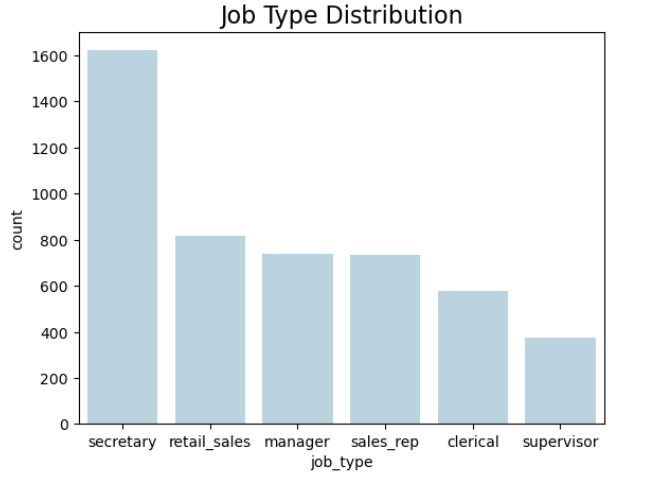 Job Type Distribution
1600
1400
1200
1000
800
600
400
200
0
count
secretary retail_sales manager sales_rep clerical supervisor
job_type